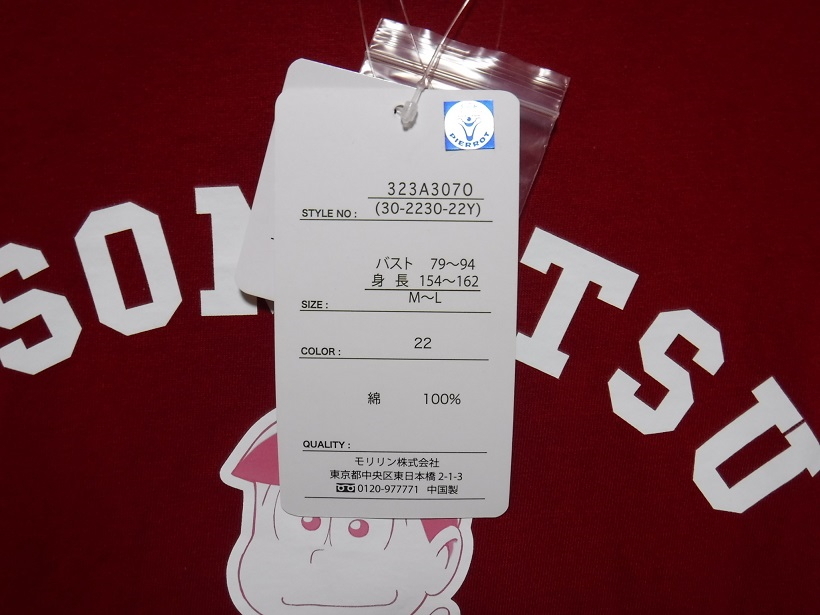 PIERROT
323A3070
STYLE NO : (30-2230-22Y)
バスト 79～94
身 長 154～162
SIZE : M～L
COLOR : 22
綿 100%
QUALITY :
モリリン株式会社
東京都中央区東日本橋 2-1-3
0120-977771 中国製
SO
TSU